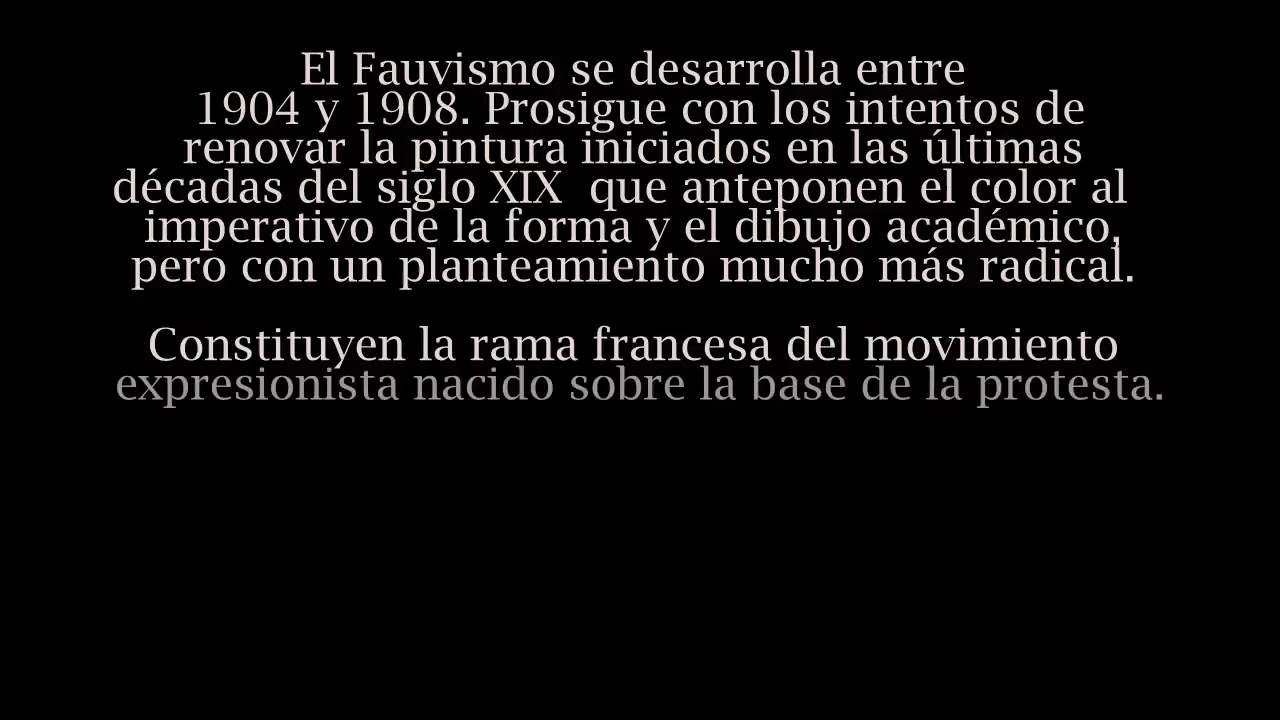 El Fauvismo se desarrolla entre
1904 y 1908. Prosigue con los intentos de
renovar la pintura iniciados en las últimas
décadas del siglo XIX  que anteponen el color al
imperativo de la forma y el dibujo académico,
pero con un planteamiento mucho más radical.
Constituyen la rama francesa del movimiento
expresionista nacido sobre la base de la protesta.